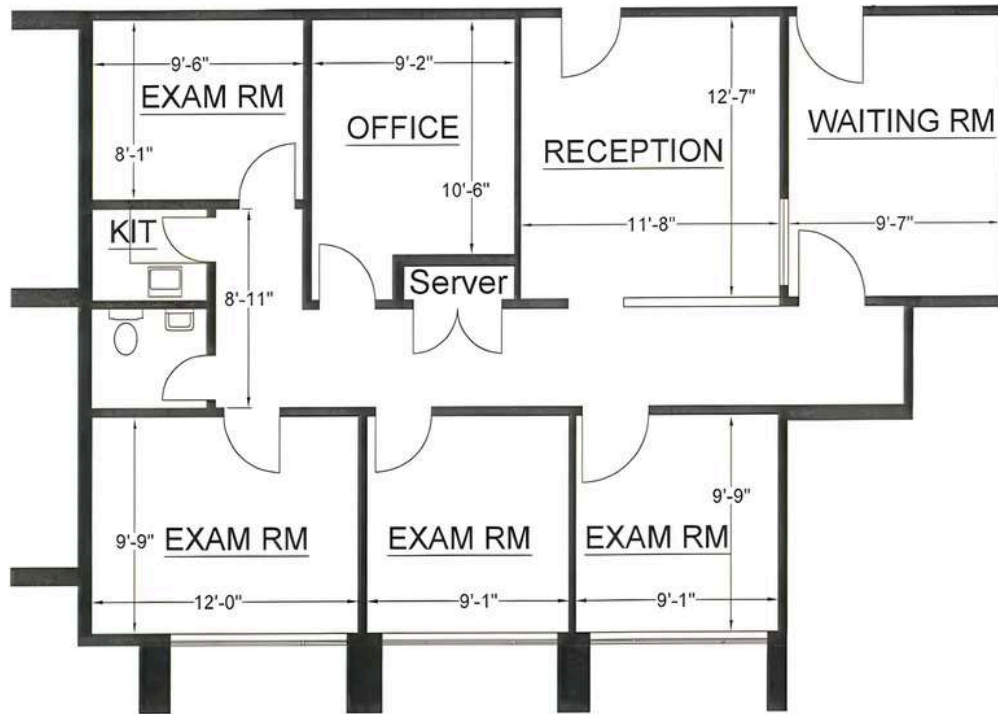 9'-6"
EXAM RM
8'-1"
9'-2"
OFFICE
10'-6"
12'-7"
RECEPTION
11'-8"
WAITING RM
9'-7"
KIT
8'-11"
Server
9'-9"
EXAM RM
12'-0"
EXAM RM
9'-1"
9'-9"
EXAM RM
9'-1"